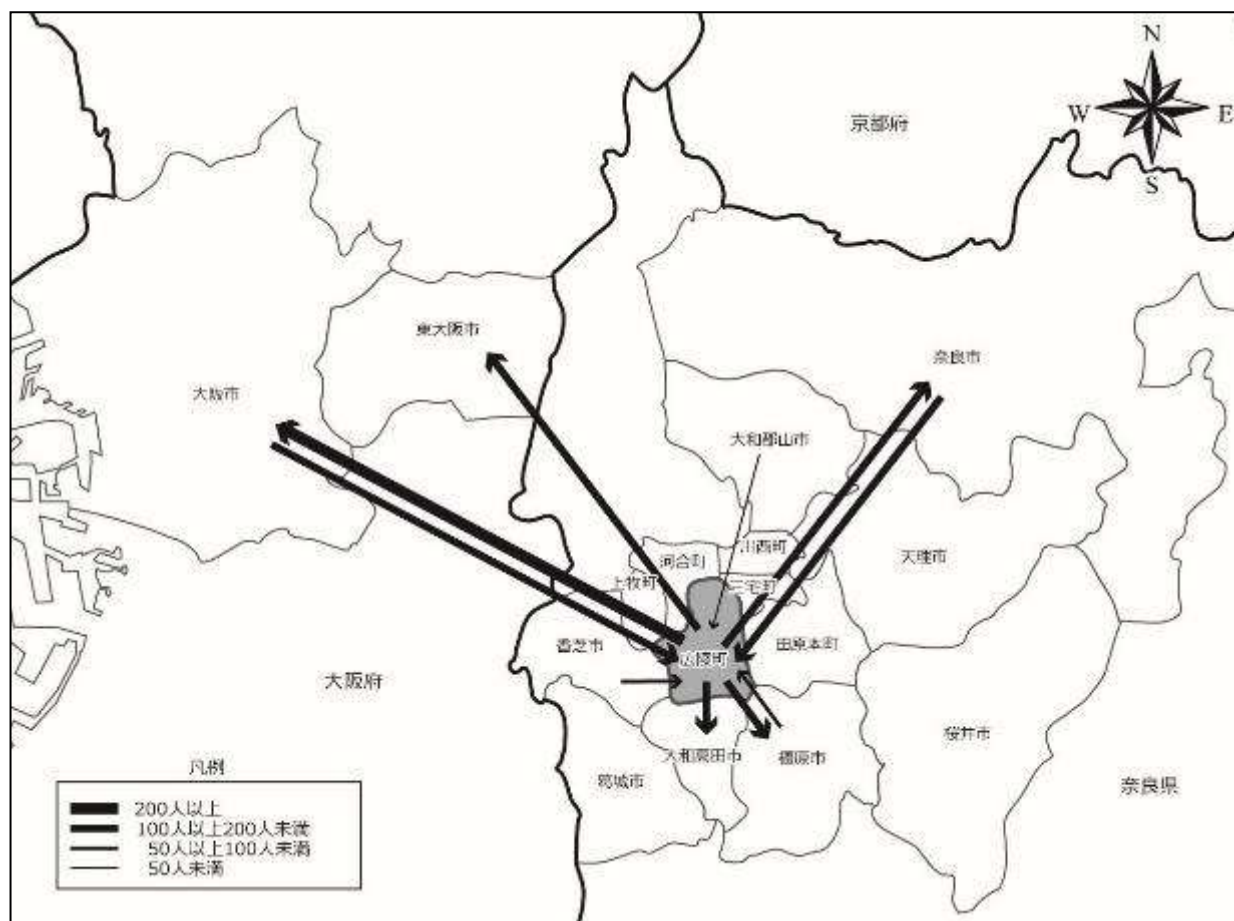 N
京都府
W
E
S
東大阪市
奈良市
大阪市
大和郡山市
川西町
河合町
天理市
上牧町
三宅町
香芝市
田原本町
広陵町
大阪府
桜井市
大和高田市
橿原市
葛城市
奈良県
凡例
200人以上
100人以上200人未満
50人以上100人未満
50人未満